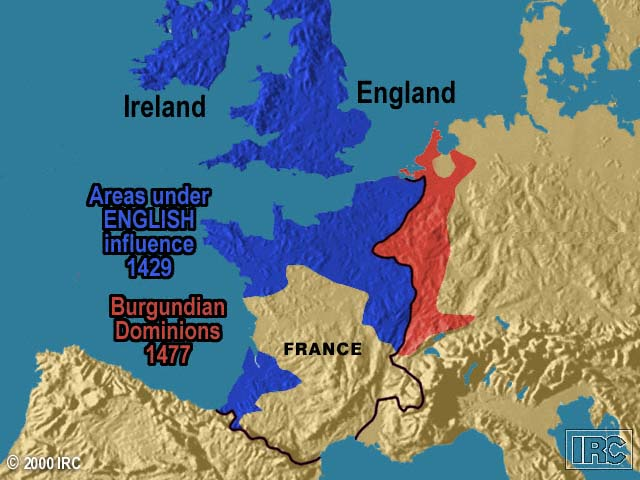 Ireland
England
Areas under
ENGLISH
influence
1429
Burgundian
Dominions
1477
FRANCE
© 2000 IRC
IRC